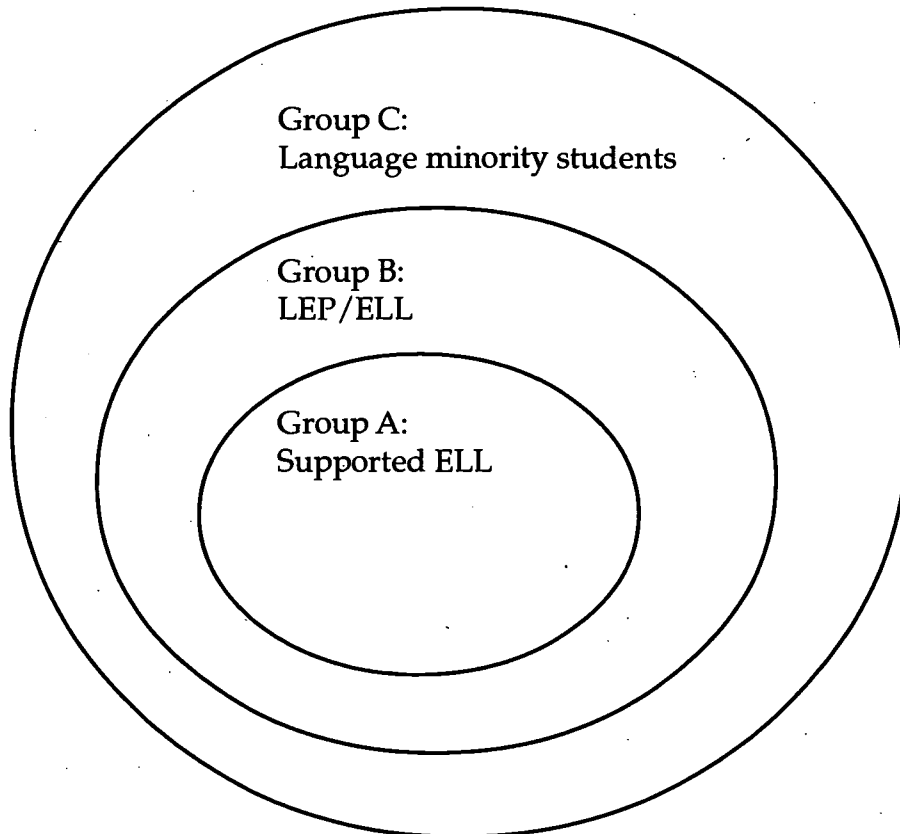 Group C:
Language minority students
Group B:
LEP/ELL
Group A:
Supported ELL